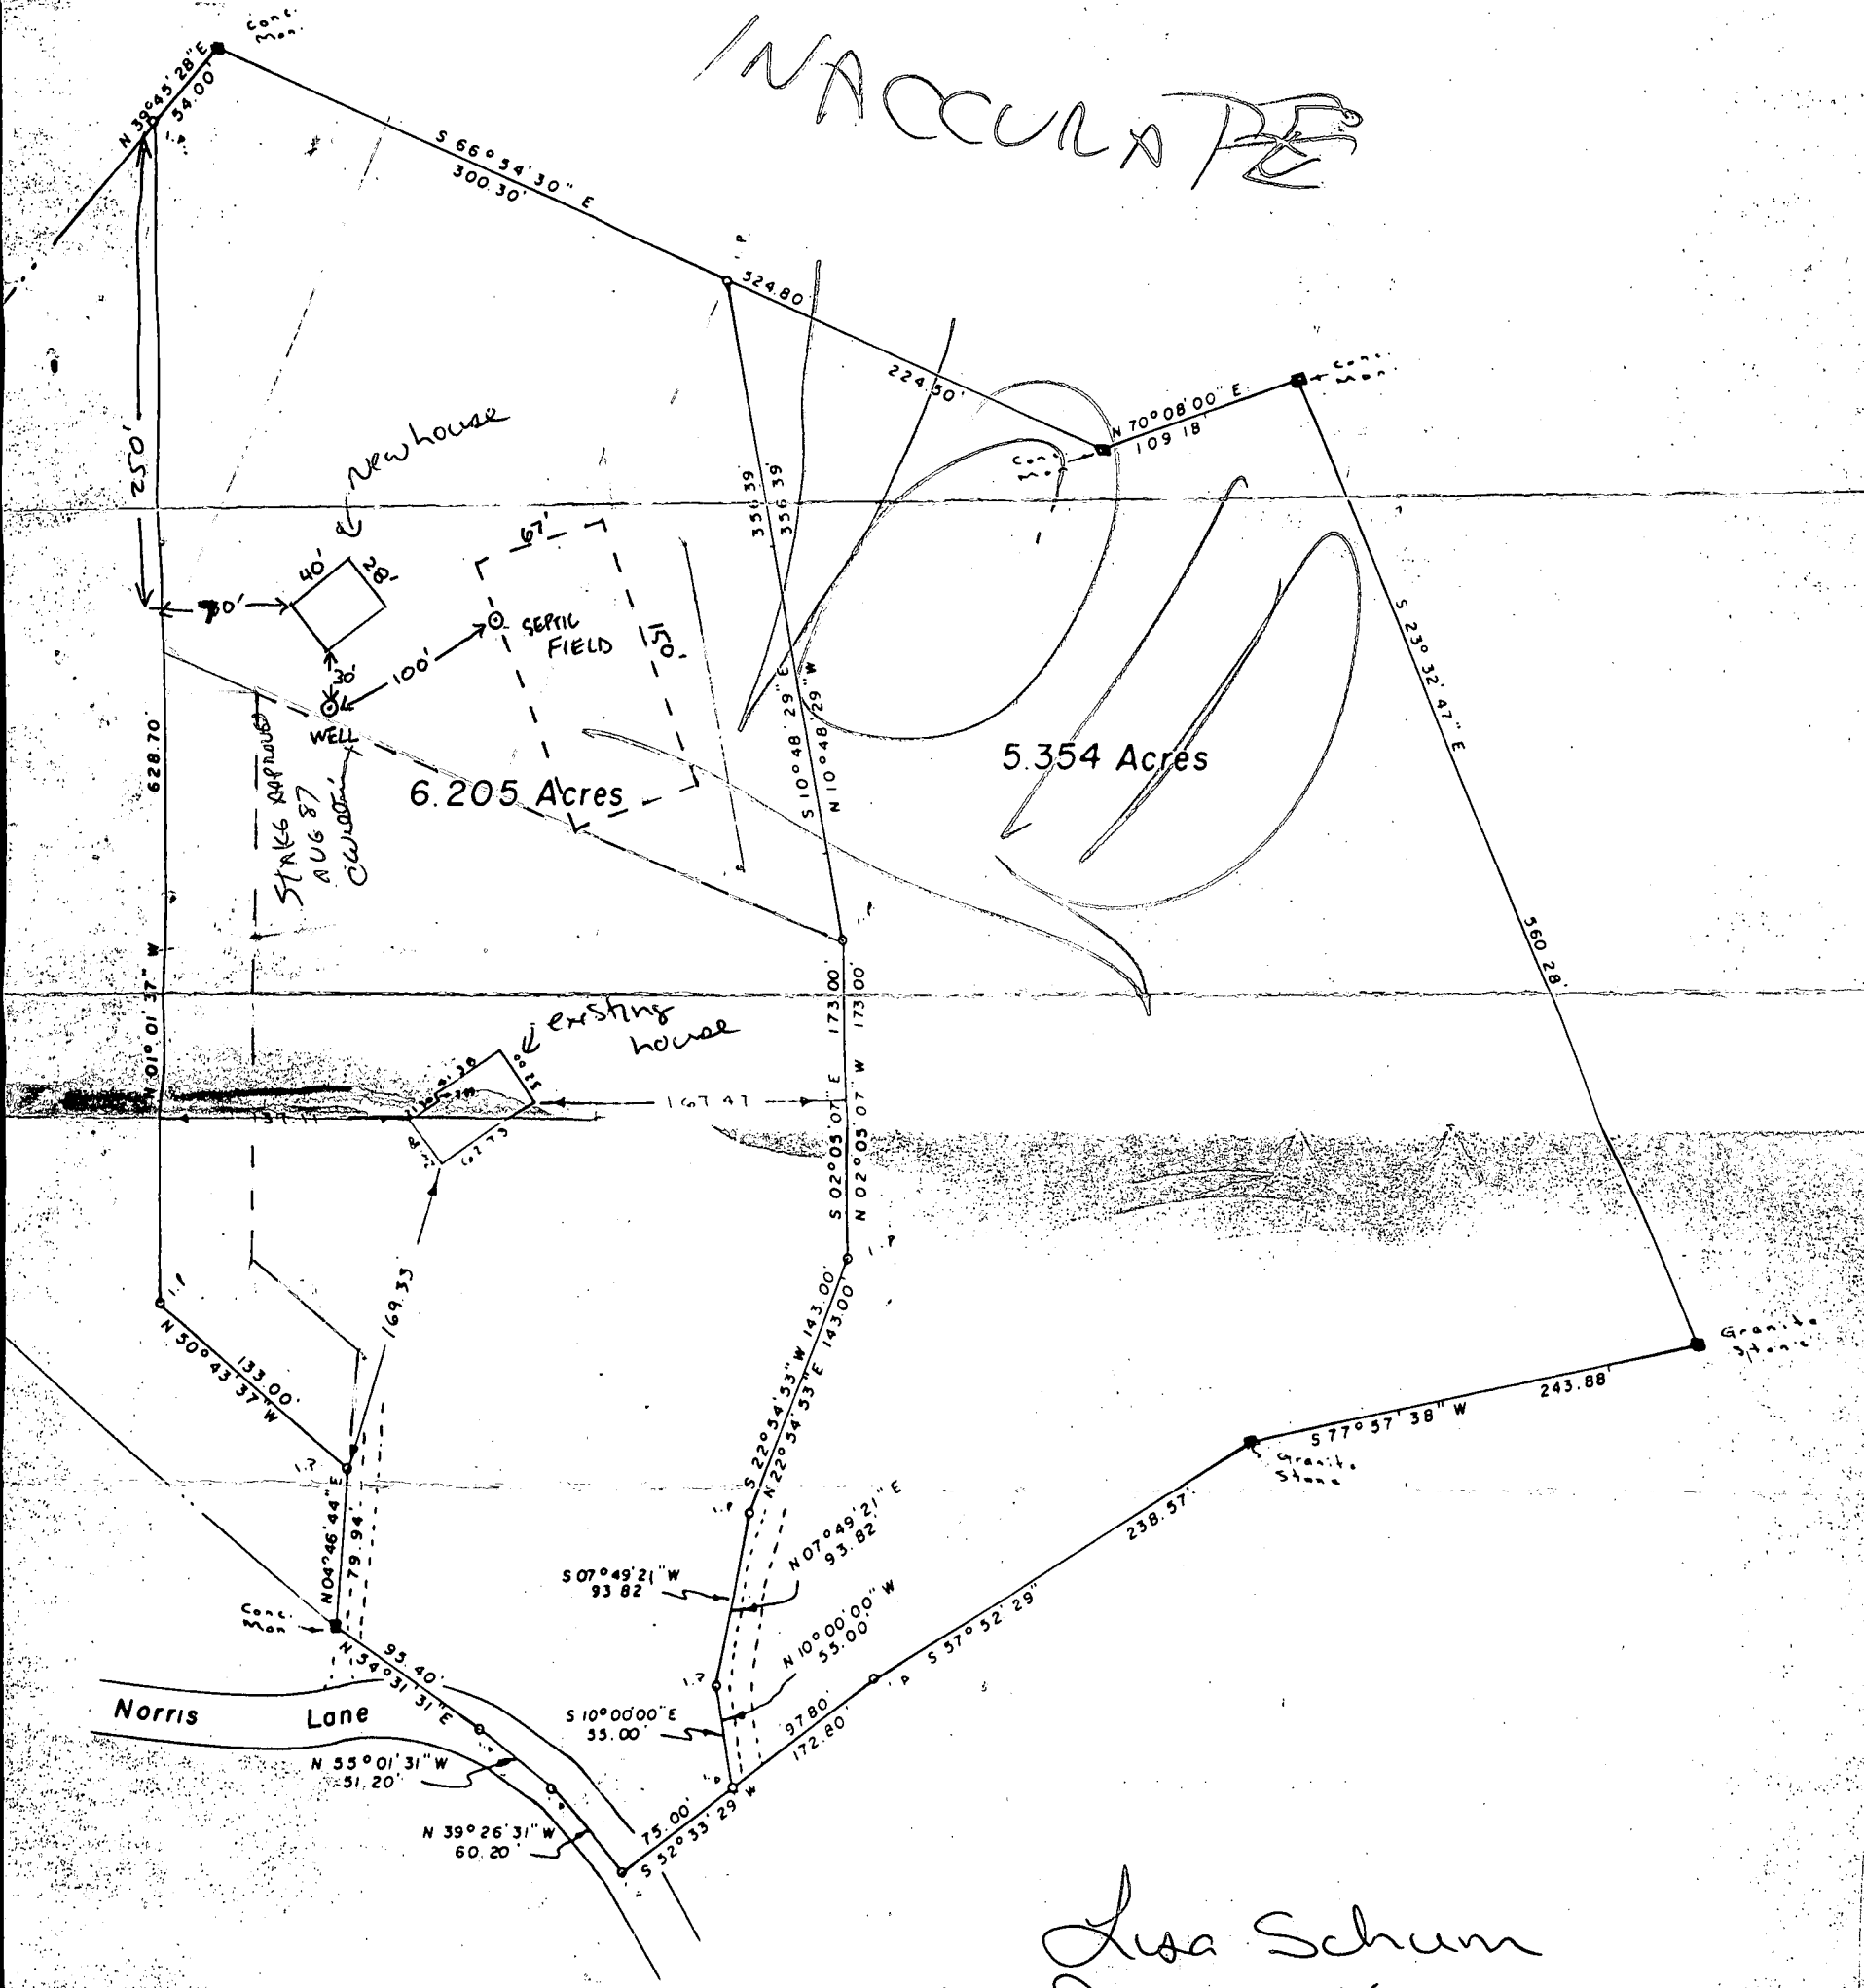 INACCURATE
Conc.
Mon.
N 39°45'28" E
54.00'
I.P.
S 66°54'30" E
300.30'
I.P.
524.80
224.50'
N 70°08'00" E
109.18'
Conc.
Mon.
Conc.
Mon.
250'
New house
40'
28'
67'
150'
SEPTIC
FIELD
100'
30'
WELL
356.39
356.39
S 10°48'29" E
N 10°48'29" W
S 23°32'47" E
560.28'
5.354 Acres
6.205 Acres
STAKE APPROVED
AUG 87
628.70'
N 01°01'37" W
I.P.
173.00'
173.00'
S 02°05'07" E
N 02°05'07" W
existing
house
167.47
169.33
I.P.
I.P.
N 50°43'37" W
133.00'
I.P.
N 04°46'44" E
79.94'
Conc.
Mon.
S 22°54'53" W 143.00'
N 22°54'53" E 143.00'
I.P.
S 07°49'21" W
93.82
N 07°49'21" E
93.82'
N 10°00'00" W
55.00'
S 10°00'00" E
55.00'
I.P.
I.P.
Granite
Stone
243.88'
S 77°57'38" W
Granite
Stone
238.57'
S 57°52'29"
I.P.
97.80'
172.80'
95.40'
N 54°31'31" E
Norris Lane
N 55°01'31" W
51.20'
N 39°26'31" W
60.20'
75.00'
S 52°33'29 W
Lisa Schum